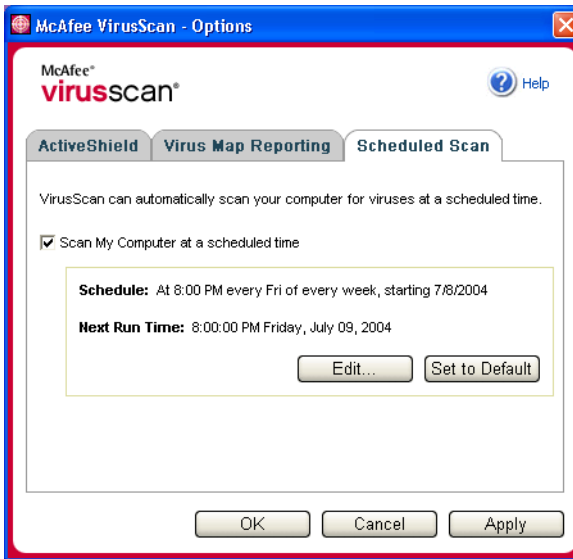 McAfee VirusScan - Options
McAfee®
virusscan®
? Help
ActiveShield Virus Map Reporting Scheduled Scan
VirusScan can automatically scan your computer for viruses at a scheduled time.
Scan My Computer at a scheduled time
Schedule: At 8:00 PM every Fri of every week, starting 7/8/2004
Next Run Time: 8:00:00 PM Friday, July 09, 2004
Edit... Set to Default
OK Cancel Apply